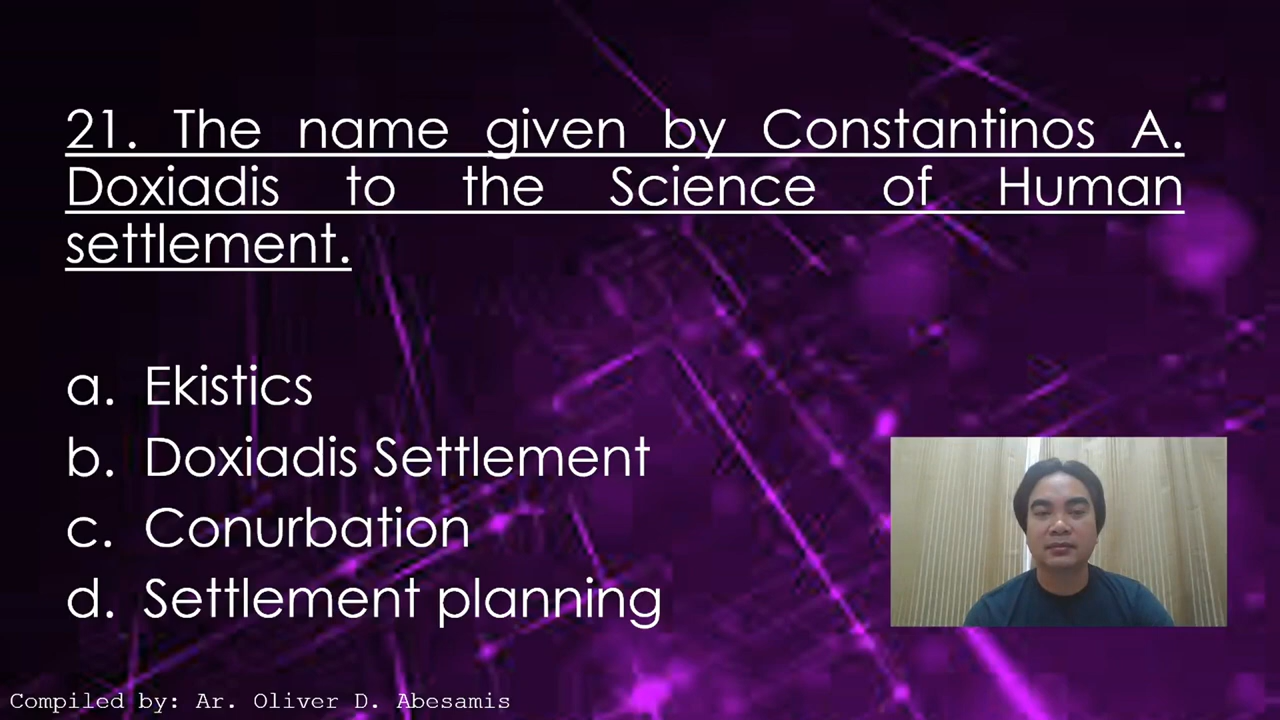 21. The name given by Constantinos A.
Doxiadis to the Science of Human
settlement.
a. Ekistics
b. Doxiadis Settlement
c. Conurbation
d. Settlement planning
Compiled by: Ar. Oliver D. Abesamis